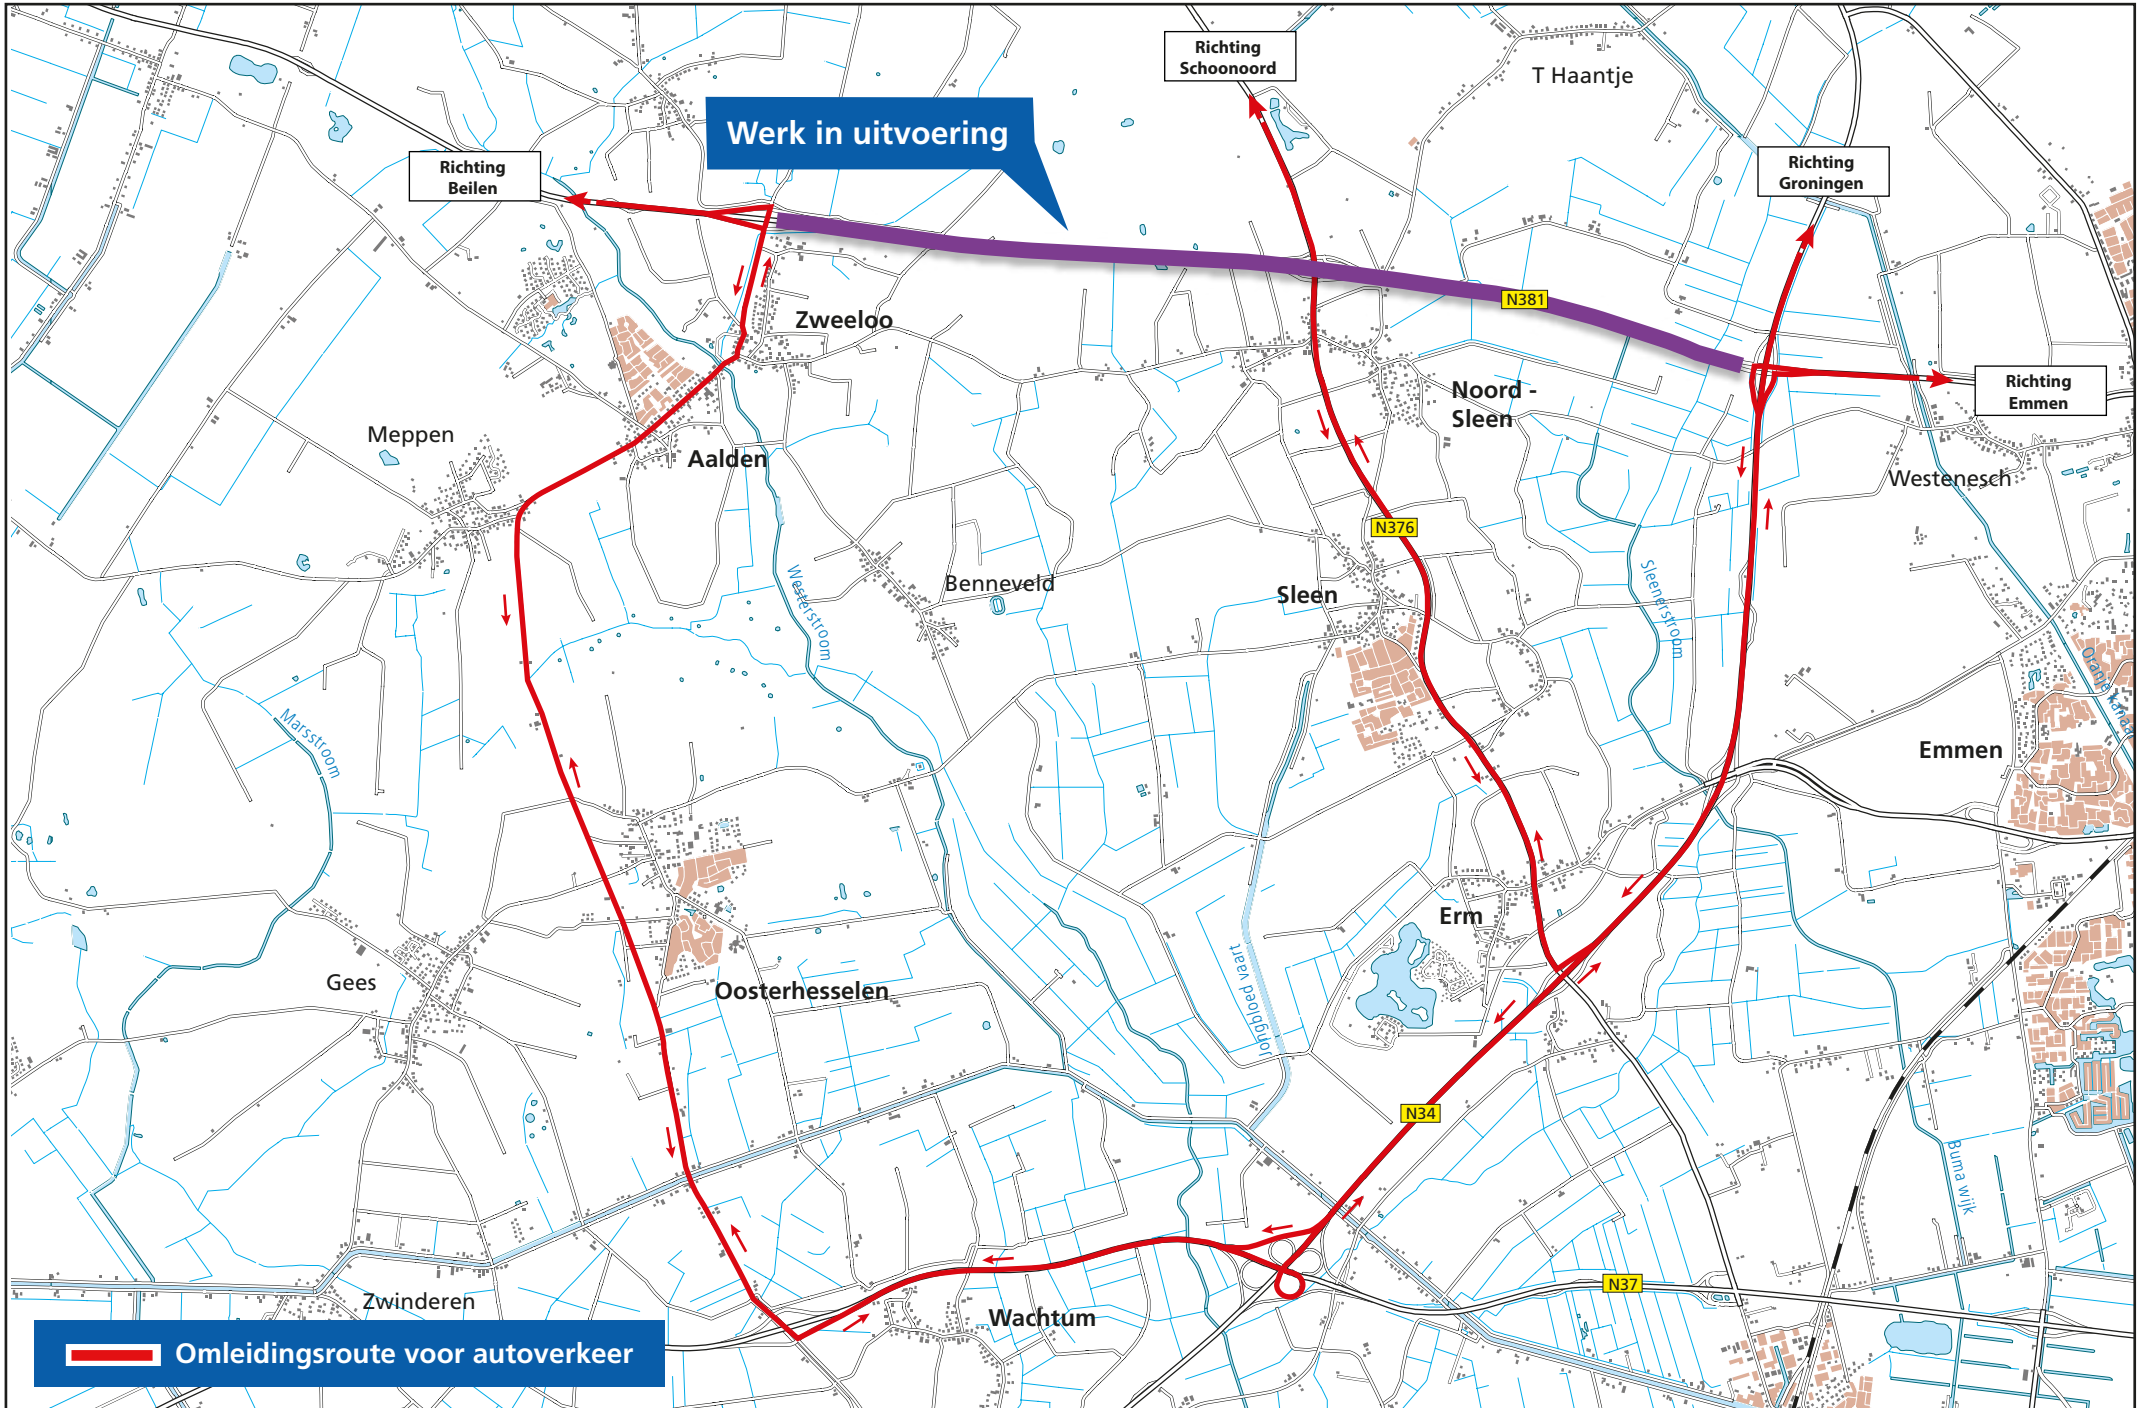 Richting
Schoonoord
T Haantje
Werk in uitvoering
Richting
Beilen
Richting
Groningen
N381
Zweeloo
Richting
Emmen
Noord -
Sleen
Meppen
Aalden
Westenesch
N376
Benneveld
Sleen
Westerstroom
Sleenerstroom
Oranje kanaal
Marsstroom
Emmen
Erm
Jongbloed vaart
Gees
Oosterhesselen
N34
Buma wijk
N37
Zwinderen
Wachtum
Omleidingsroute voor autoverkeer